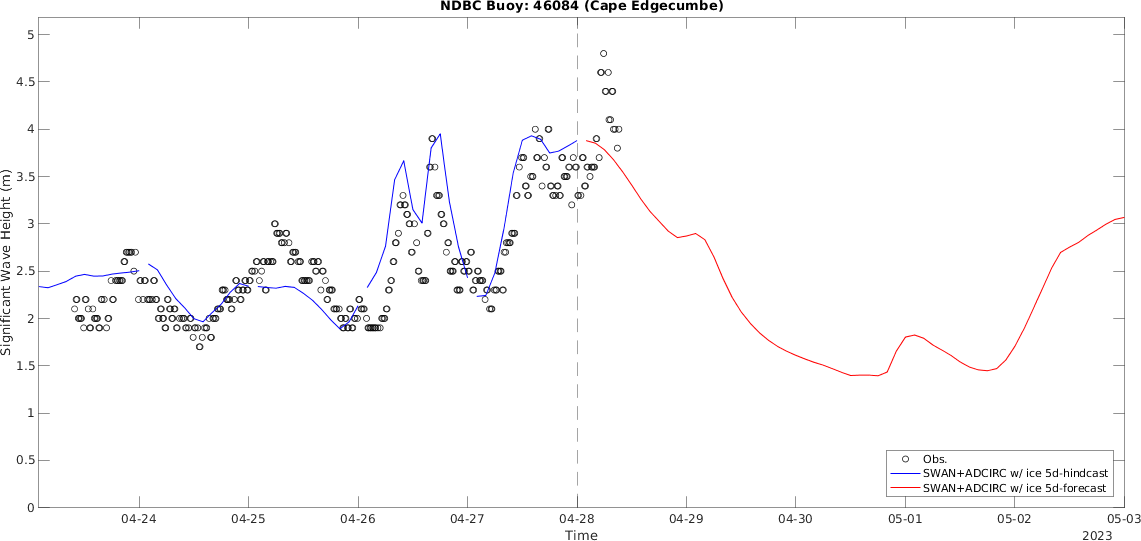 NDBC Buoy: 46084 (Cape Edgecumbe)
5
4.5
4
3.5
3
2.5
2
1.5
1
0.5
0
Significant Wave Height (m)
Obs.
SWAN+ADCIRC w/ ice 5d-hindcast
SWAN+ADCIRC w/ ice 5d-forecast
04-24 04-25 04-26 04-27 04-28 04-29 04-30 05-01 05-02 05-03
Time
2023